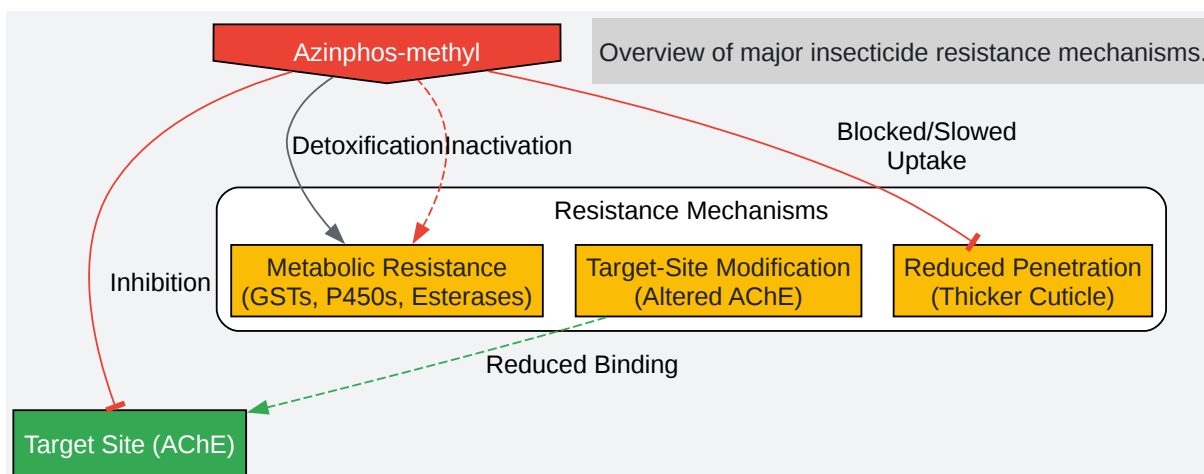 Azinphos-methyl
Overview of major insecticide resistance mechanisms.
Detoxification
Inactivation
Blocked/Slowed
Uptake
Resistance Mechanisms
Metabolic Resistance
(GSTs, P450s, Esterases)
Target-Site Modification
(Altered AChE)
Reduced Penetration
(Thicker Cuticle)
Inhibition
Reduced Binding
Target Site (AChE)